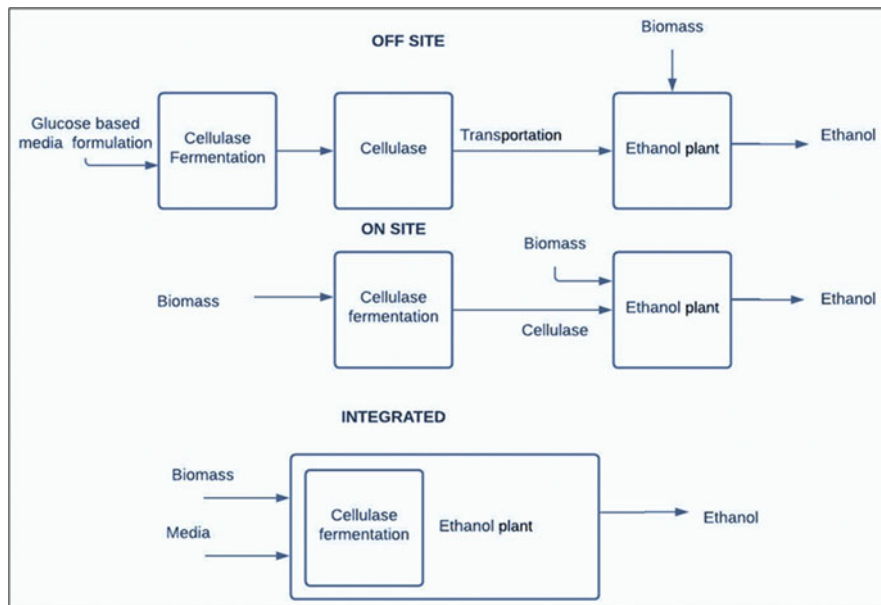 OFF SITE
Biomass
Glucose based
media formulation
Cellulase
Fermentation
Cellulase
Transportation
Ethanol plant
Ethanol
ON SITE
Biomass
Biomass
Cellulase
fermentation
Cellulase
Ethanol plant
Ethanol
INTEGRATED
Biomass
Media
Cellulase
fermentation
Ethanol plant
Ethanol